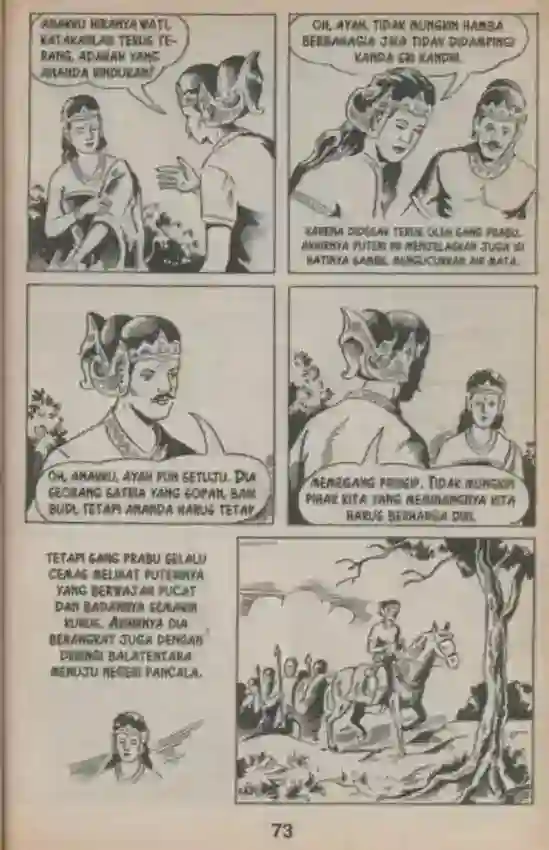 ANAKKU HIRANYAWATI,
KATAKANLAH TERUS TE-
RANG, ADAKAH YANG
ANANDA RINDUKAN?
OH, AYAH, TIDAK MUNGKIN HAMBA
BERBAHAGIA JIKA TIDAK DIDAMPINGI
KANDA SRI KANDHI.
KARENA DIDESAK TERUS OLEH SANG PRABU,
AKHIRNYA PUTERI INI MENJELASKAN JUGA ISI
HATINYA SAMBIL MENGUCURKAN AIR MATA.
OH, ANAKKU, AYAH PUN SETUJU. DIA
SEORANG SATRIA YANG SOPAN, BAIK
BUDI, TETAPI ANANDA HARUS TETAP
MEMEGANG PRINSIP. TIDAK MUNGKIN
PIHAK KITA YANG MEMINANGNYA KITA
HARUS BERHARGA DIRI.
TETAPI SANG PRABU SELALU
CEMAS MELIHAT PUTERINYA
YANG BERWAJAH PUCAT
DAN BADANNYA SEMAKIN
KURUS. AKHIRNYA DIA
BERANGKAT JUGA DENGAN
DIIRINGI BALATENTARA
MENUJU NEGERI PANCALA.
73